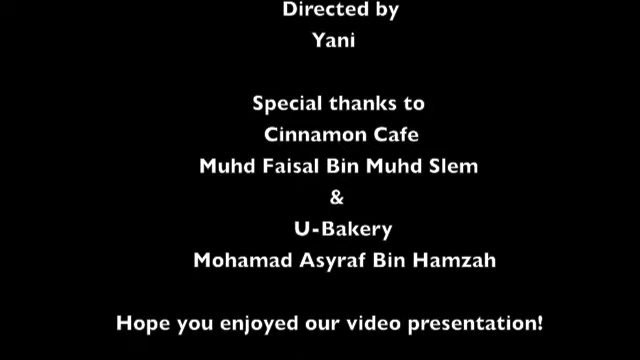 Directed by
Yani
Special thanks to
Cinnamon Cafe
Muhd Faisal Bin Muhd Slem
&
U-Bakery
Mohamad Asyraf Bin Hamzah
Hope you enjoyed our video presentation!